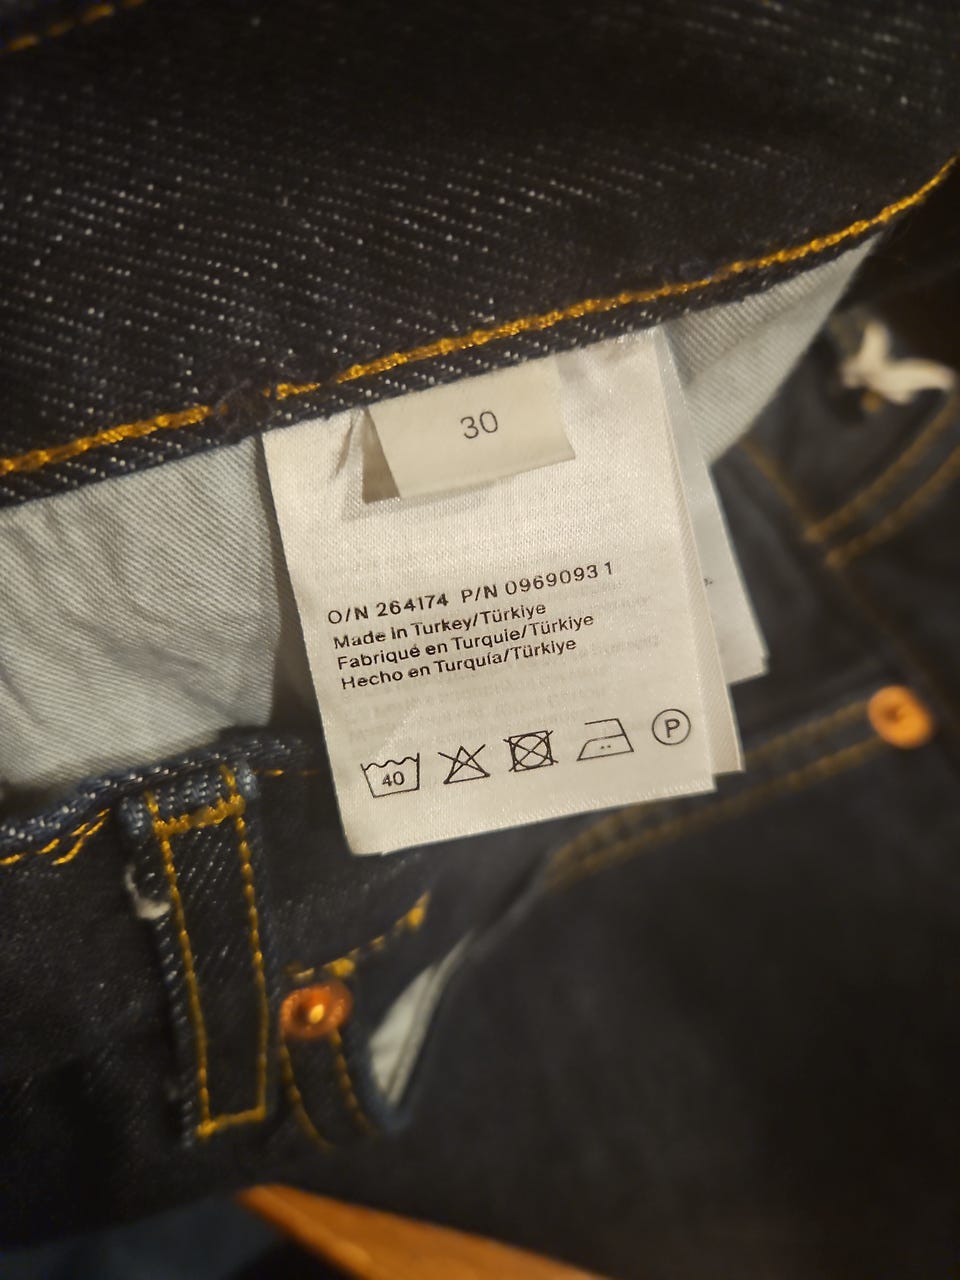 30
O/N 264174 P/N 0969093 1
Made in Turkey/Türkiye
Fabriqué en Turquie/Türkiye
Hecho en Turquía/Türkiye
40
P